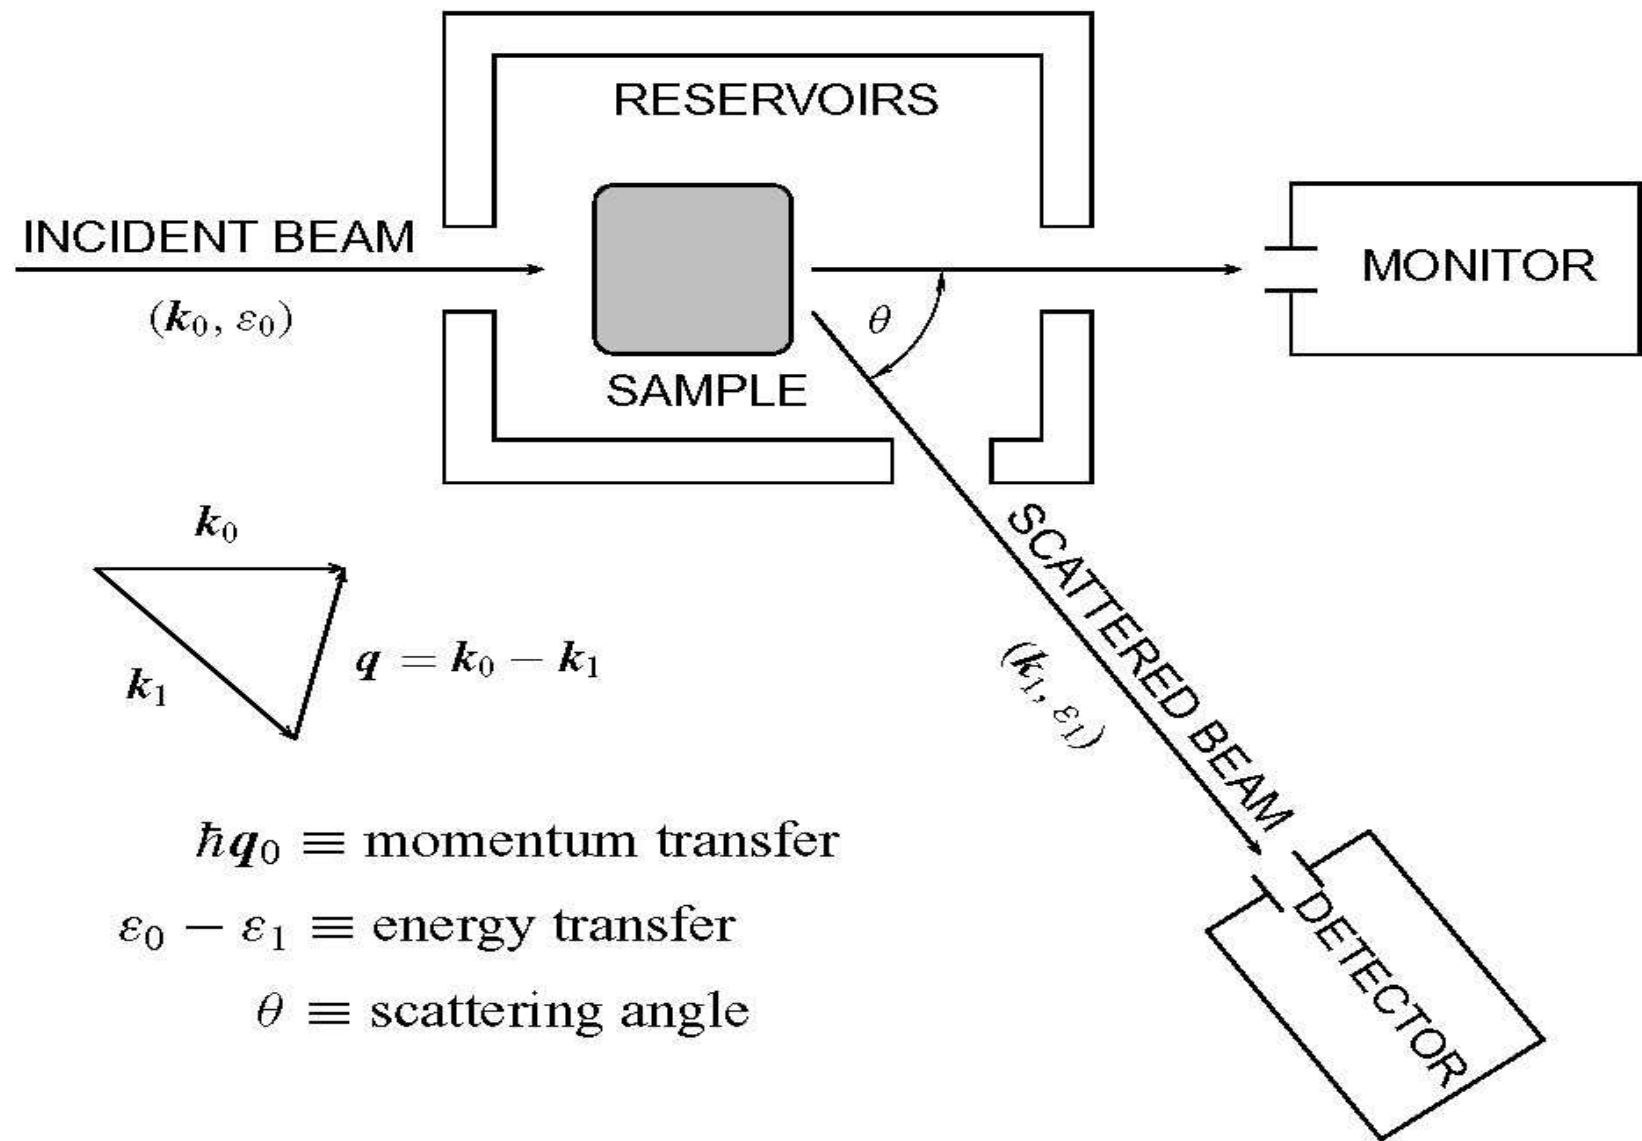 RESERVOIRS
INCIDENT BEAM
(k₀, ε₀)
MONITOR
θ
SAMPLE
SCATTERED BEAM
(k₁, ε₁)
k₀
k₁
q = k₀ − k₁
DETECTOR
ħq₀ ≡ momentum transfer
ε₀ − ε₁ ≡ energy transfer
θ ≡ scattering angle